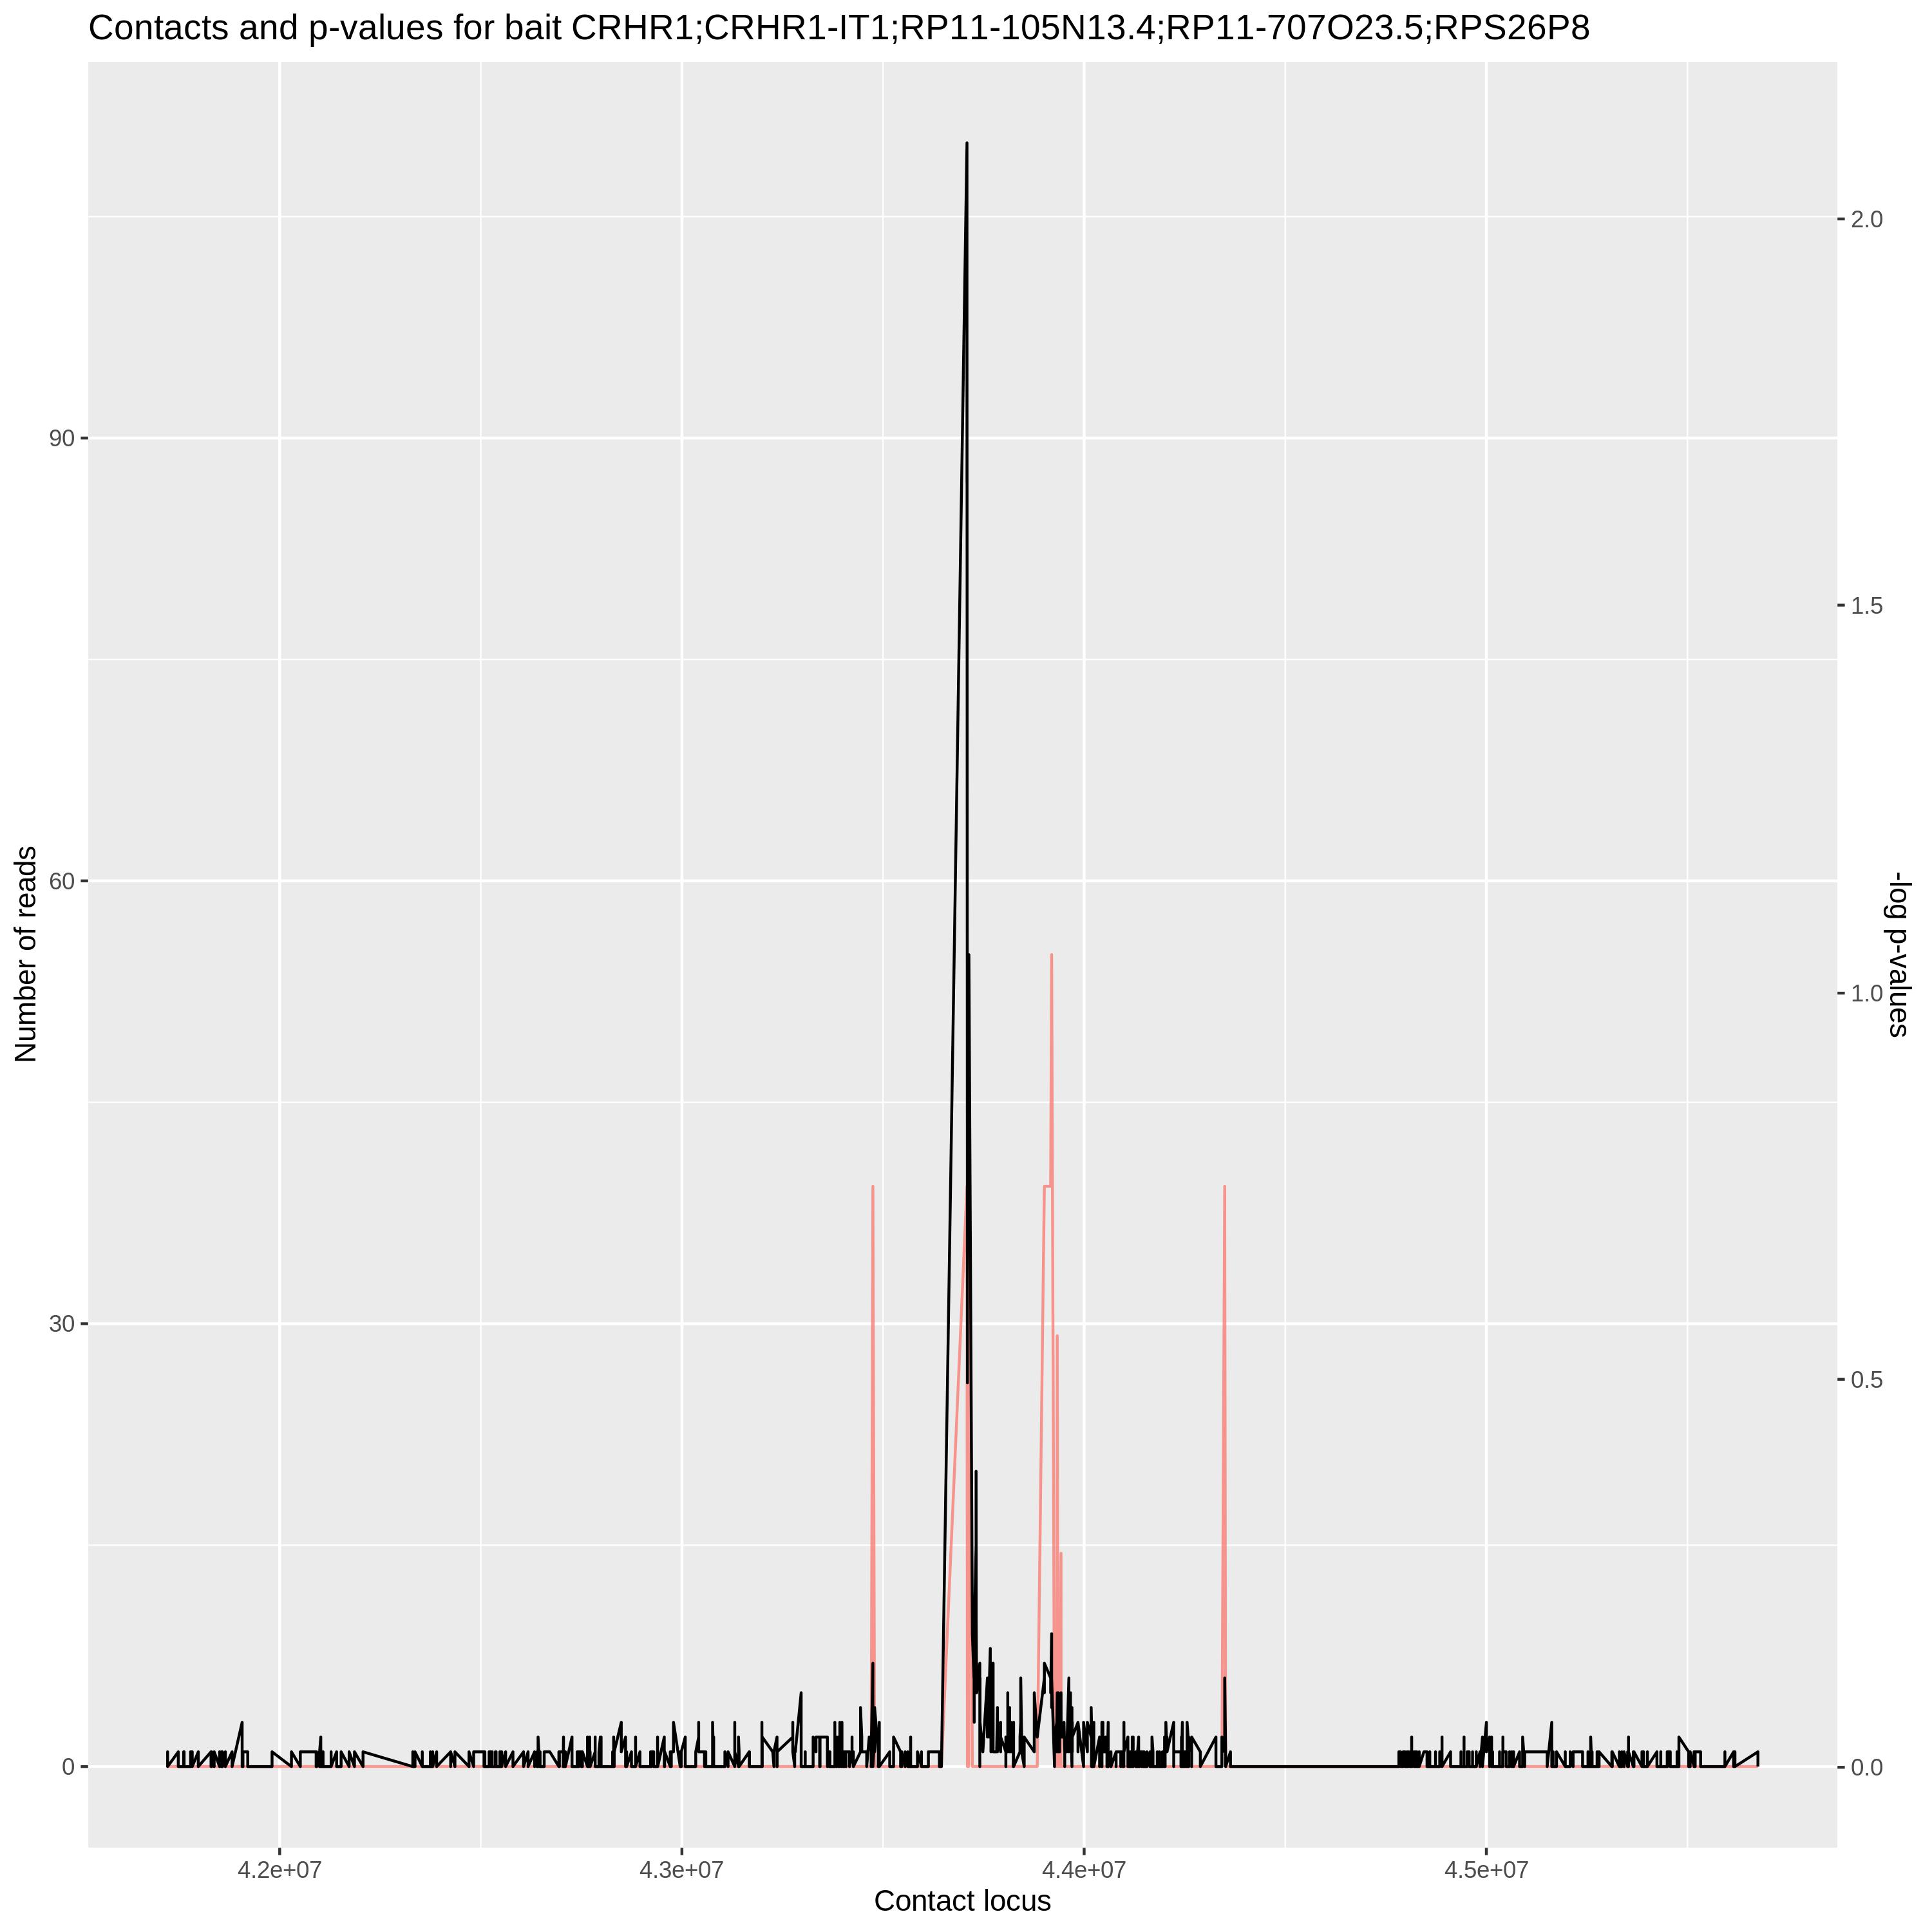 Contacts and p-values for bait CRHR1;CRHR1-IT1;RP11-105N13.4;RP11-707O23.5;RPS26P8
Number of reads
90
60
30
0
2.0
1.5
1.0
0.5
0.0
-log p-values
4.2e+07
4.3e+07
4.4e+07
4.5e+07
Contact locus